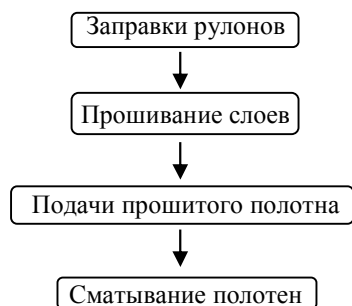 Заправки рулонов
Прошивание слоев
Подачи прошитого полотна
Сматывание полотен